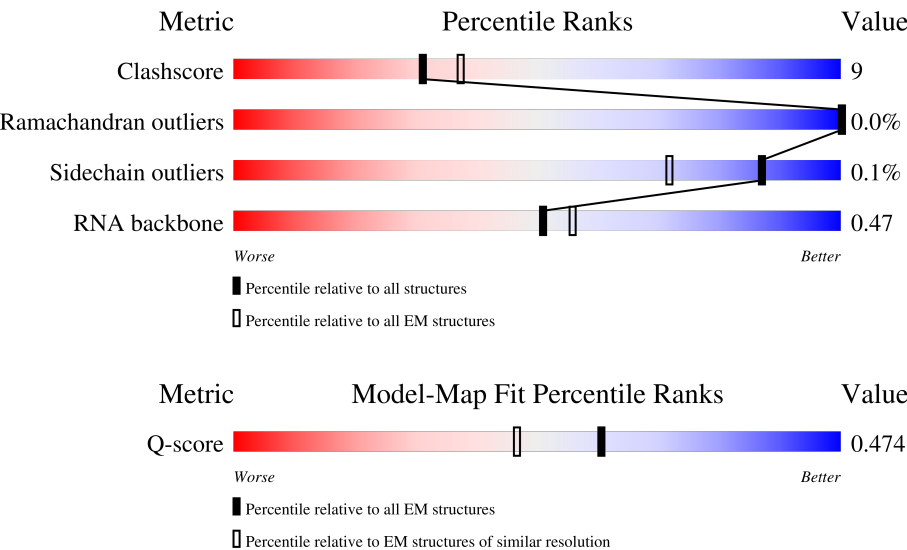 Metric Percentile Ranks Value
Clashscore 9
Ramachandran outliers 0.0%
Sidechain outliers 0.1%
RNA backbone 0.47
Worse Better
Percentile relative to all structures
Percentile relative to all EM structures
Metric Model-Map Fit Percentile Ranks Value
Q-score 0.474
Worse Better
Percentile relative to all EM structures
Percentile relative to EM structures of similar resolution